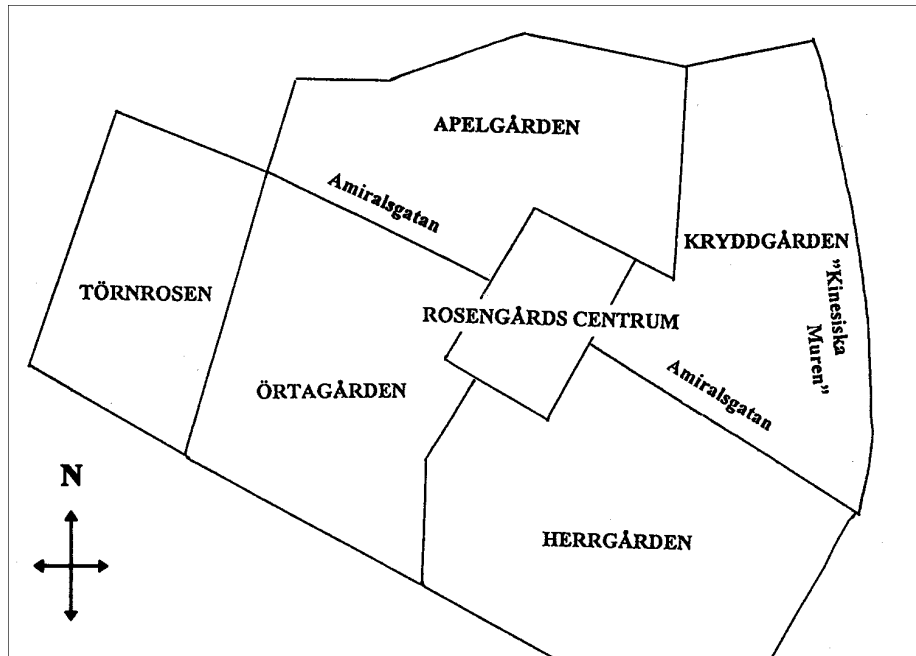 APELGÅRDEN
Amiralsgatan
KRYDDGÅRDEN
TÖRNROSEN
ROSENGÅRDS CENTRUM
"Kinesiska
Muren"
ÖRTAGÅRDEN
Amiralsgatan
N
HERRGÅRDEN